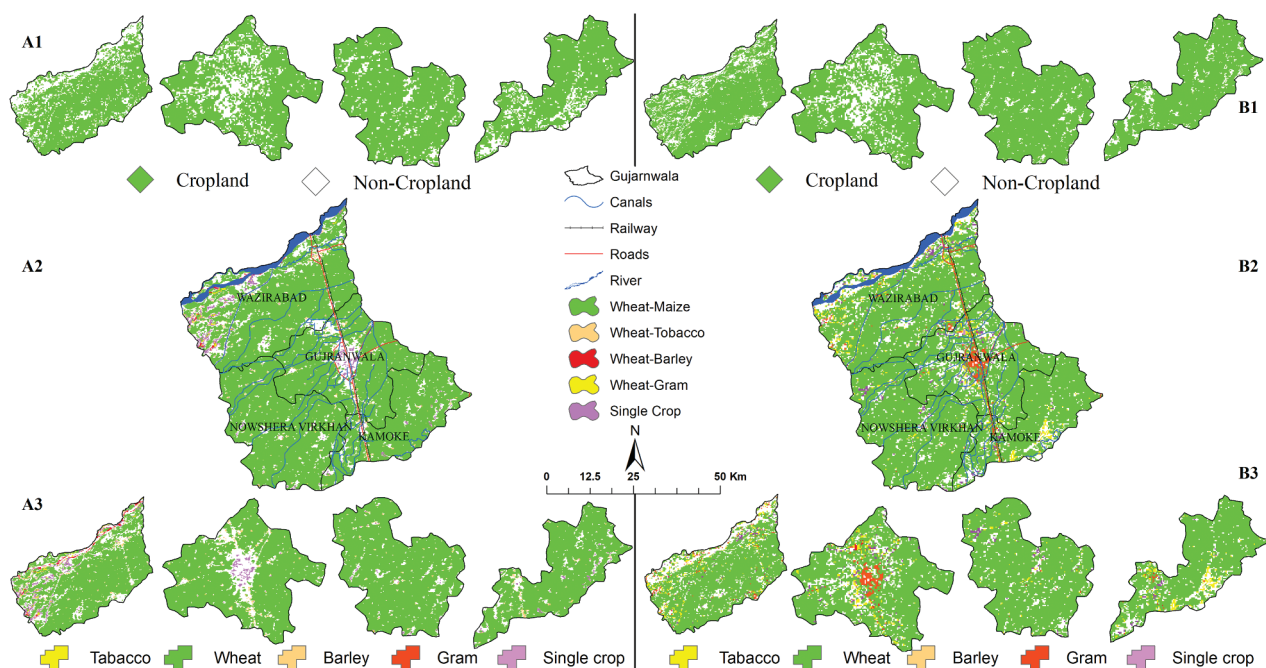 A1
B1
Cropland
Non-Cropland
Cropland
Non-Cropland
Gujarnwala
Canals
Railway
Roads
River
Wheat-Maize
Wheat-Tobacco
Wheat-Barley
Wheat-Gram
Single Crop
N
0 12.5 25 50 Km
A2
WAZIRABAD
GUJRANWALA
NOWSHERA VIRKHAN
KAMOKE
B2
WAZIRABAD
GUJRANWALA
NOWSHERA VIRKHAN
KAMOKE
A3
B3
Tabacco Wheat Barley Gram Single crop
Tabacco Wheat Barley Gram Single crop